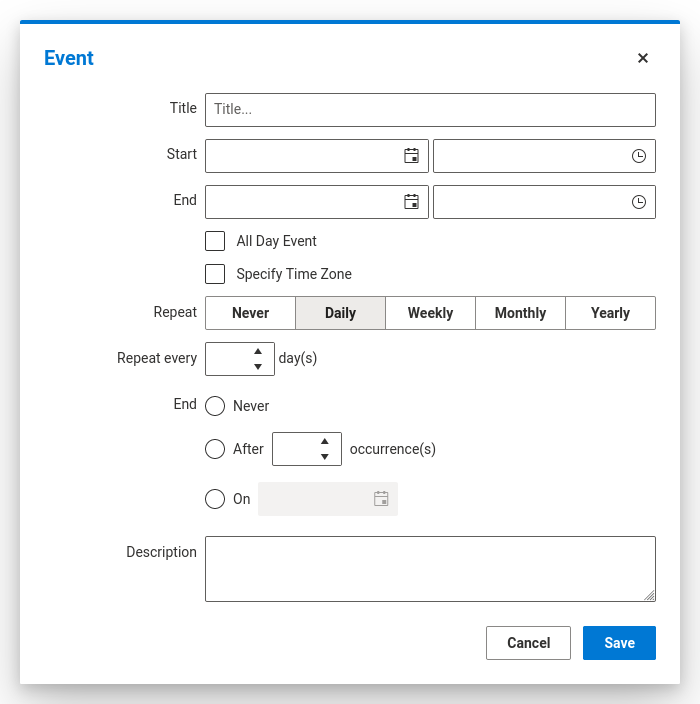 Event
Title Title...
Start
End
All Day Event
Specify Time Zone
Repeat Never Daily Weekly Monthly Yearly
Repeat every day(s)
End Never
After occurrence(s)
On
Description
Cancel Save